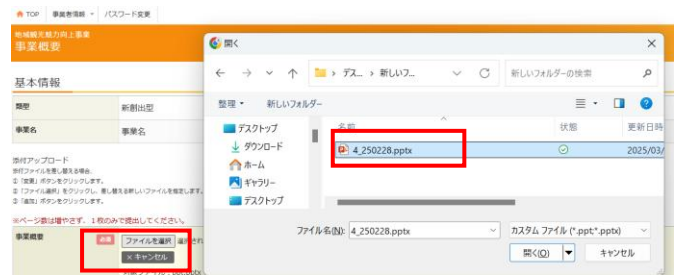 TOP 事業者情報 パスワード変更
地域観光魅力向上事業
事業概要
基本情報
類型 新創出型
事業名 事業名
添付アップロード
添付ファイルを差し替える場合、
①「変更」ボタンをクリックします。
②「ファイル選択」をクリックし、差し替える新しいファイルを指定します。
③「追加」ボタンをクリックします。
※ページ数は増やさず、1枚のみで提出してください。
事業概要 必須 ファイルを選択 選択され
×キャンセル
開く
デス... 新しいフ... 新しいフォルダーの検索
整理 新しいフォルダー
名前 状態 更新日時
デスクトップ
ダウンロード
ホーム
ギャラリー
デスクトップ
4_250228.pptx 2025/03/
ファイル名(N): 4_250228.pptx カスタム ファイル (*.ppt;*.pptx)
開く(O) キャンセル